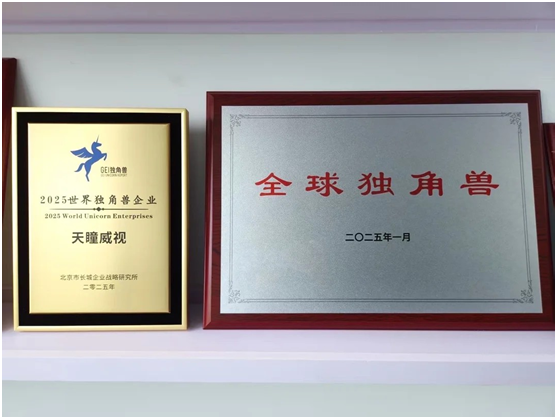 GEI独角兽
2025世界独角兽企业
2025 World Unicorn Enterprises
天瞳威视
北京市长城企业战略研究所
二零二五年
全球独角兽
二〇二五年一月